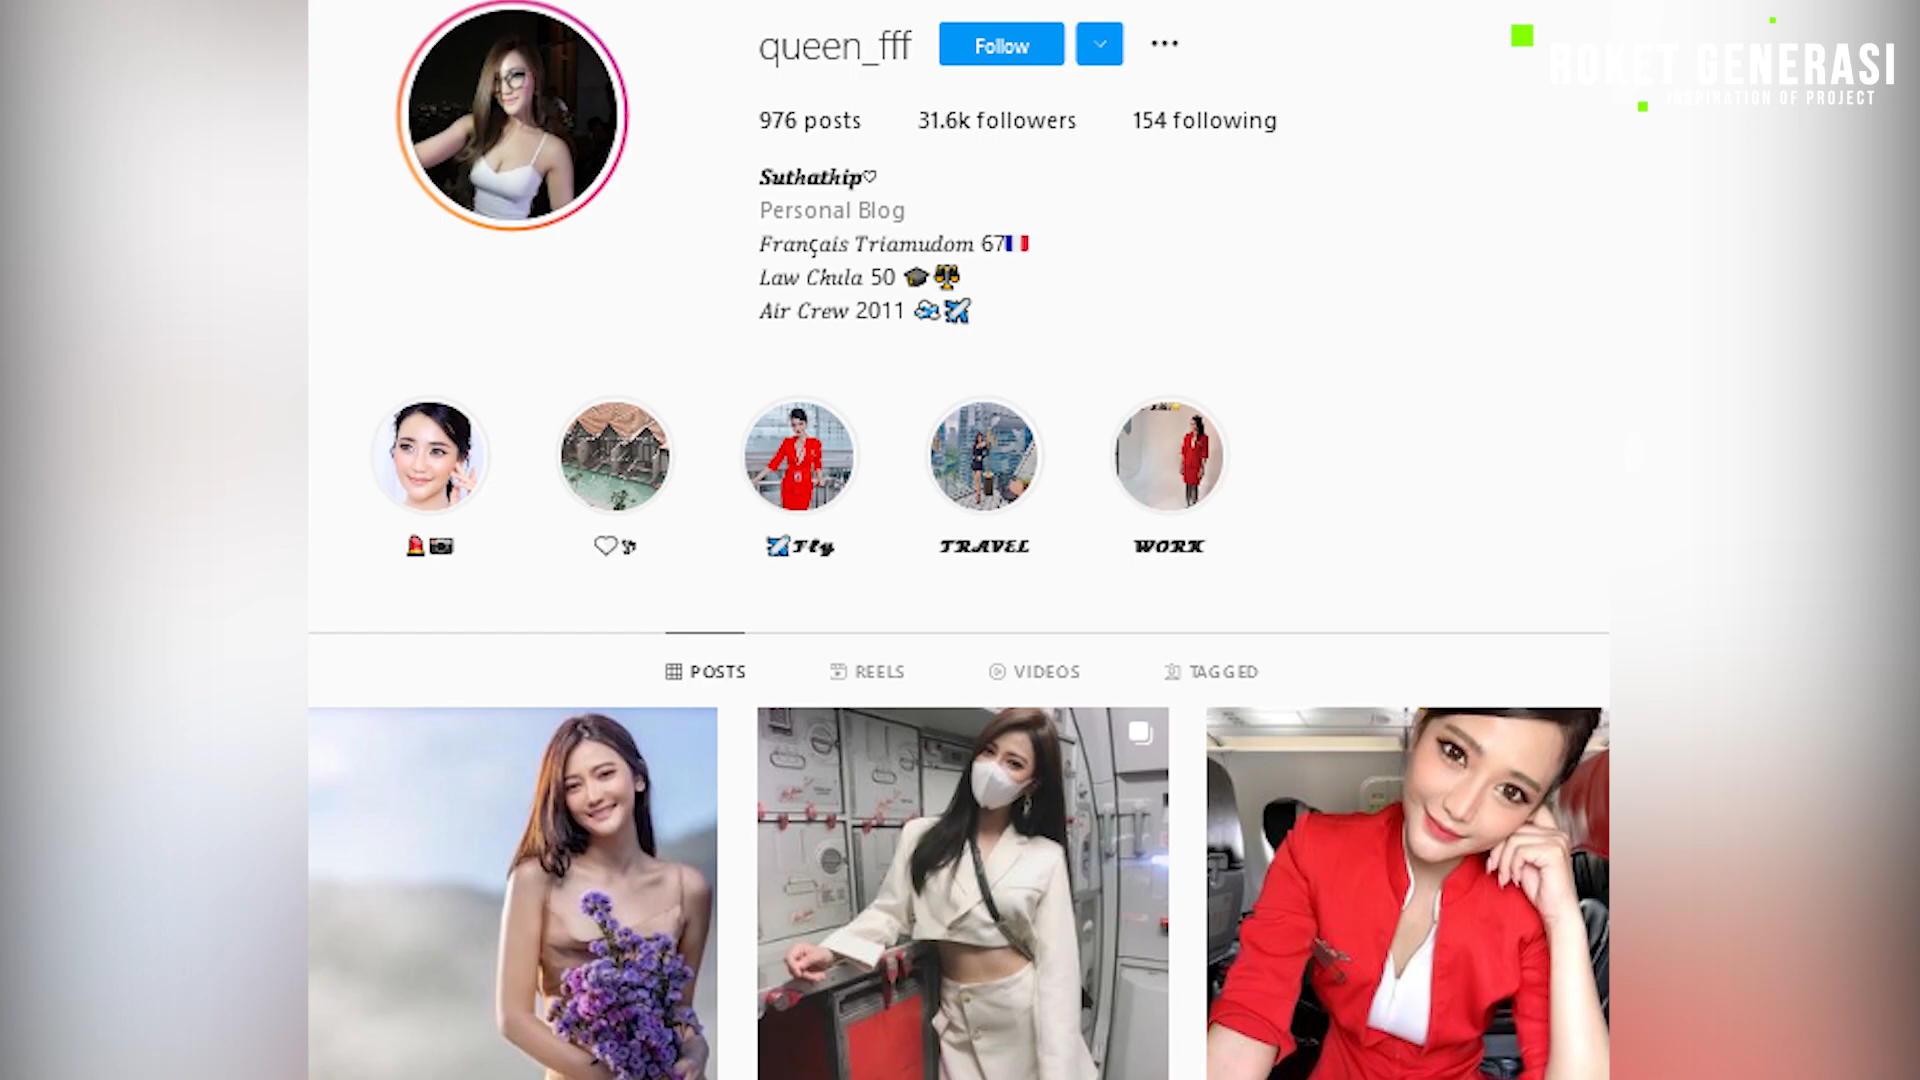 queen_fff
Follow
976 posts 31.6k followers 154 following
Suthathip♡
Personal Blog
Français Triamudom 67🇫🇷
Law Chula 50 🎓⚖️
Air Crew 2011
Fly
TRAVEL
WORK
POSTS REELS VIDEOS TAGGED
ROKET GENERASI
INSPIRATION OF PROJECT